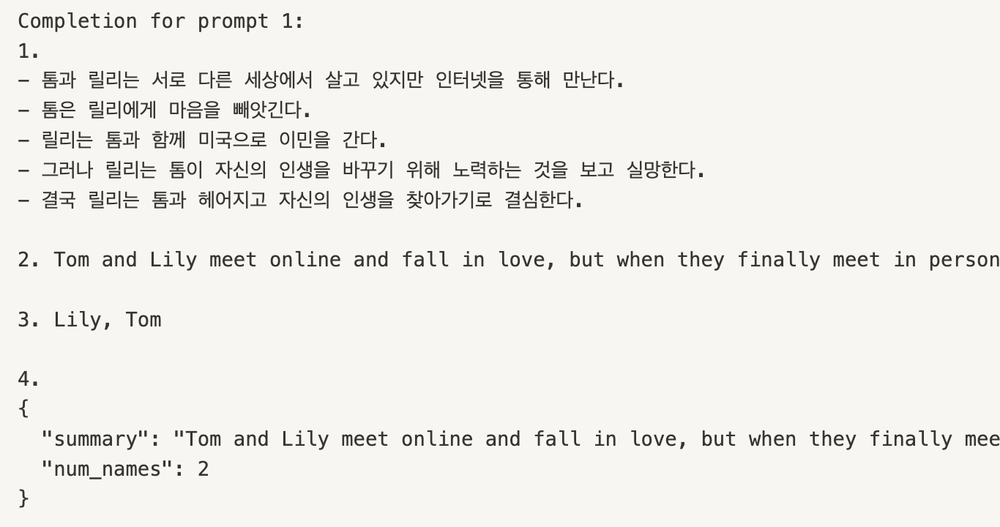 Completion for prompt 1:
1.
– 톰과 릴리는 서로 다른 세상에서 살고 있지만 인터넷을 통해 만난다.
– 톰은 릴리에게 마음을 빼앗긴다.
– 릴리는 톰과 함께 미국으로 이민을 간다.
– 그러나 릴리는 톰이 자신의 인생을 바꾸기 위해 노력하는 것을 보고 실망한다.
– 결국 릴리는 톰과 헤어지고 자신의 인생을 찾아가기로 결심한다.
2. Tom and Lily meet online and fall in love, but when they finally meet in person
3. Lily, Tom
4.
{
"summary": "Tom and Lily meet online and fall in love, but when they finally mee
"num_names": 2
}